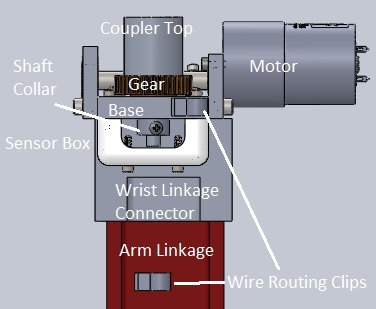 Coupler Top
Shaft
Collar
Gear
Motor
Base
Sensor Box
Wrist Linkage
Connector
Arm Linkage
Wire Routing Clips